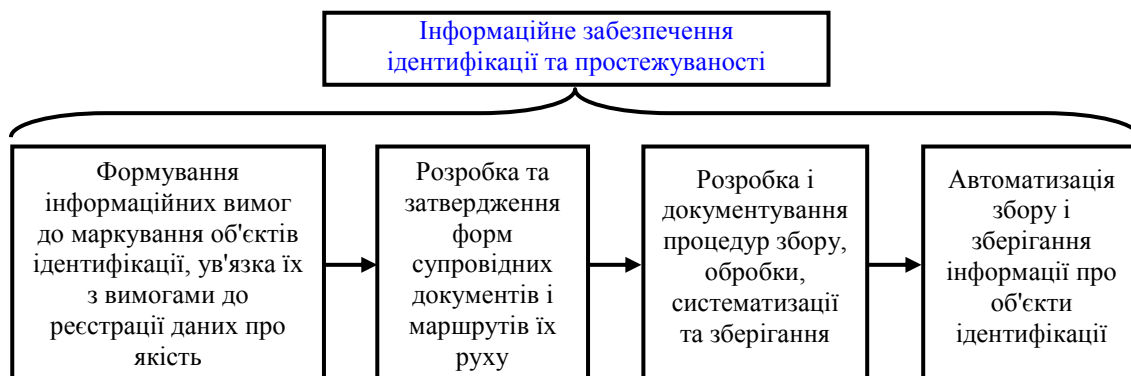 Інформаційне забезпечення
ідентифікації та простежуваності
Формування
інформаційних вимог
до маркування об'єктів
ідентифікації, ув'язка їх
з вимогами до
реєстрації даних про
якість
Розробка та
затвердження
форм
супровідних
документів і
маршрутів їх
руху
Розробка і
документування
процедур збору,
обробки,
систематизації
та зберігання
Автоматизація
збору і
зберігання
інформації про
об'єкти
ідентифікації